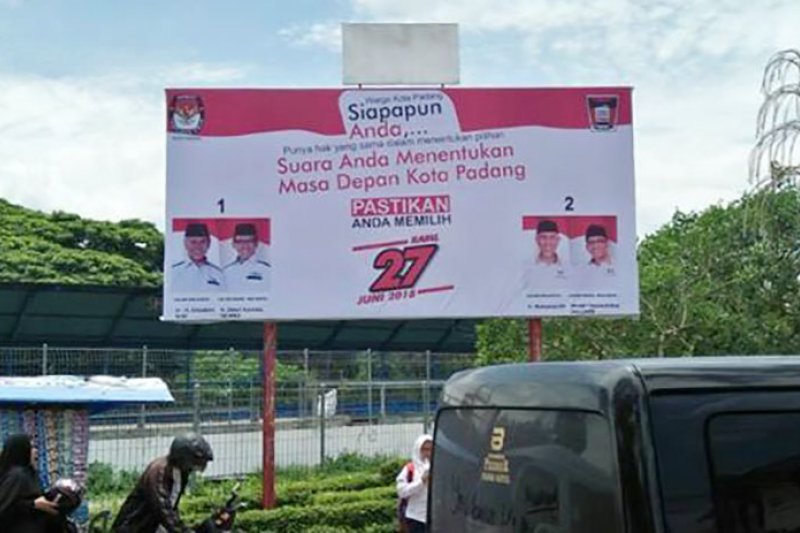 Warga Kota Padang
Siapapun
Anda,...
Punya hak yang sama dalam menentukan pilihan
Suara Anda Menentukan
Masa Depan Kota Padang
PASTIKAN
ANDA MEMILIH
1
2
RABU,
27
JUNI 2018